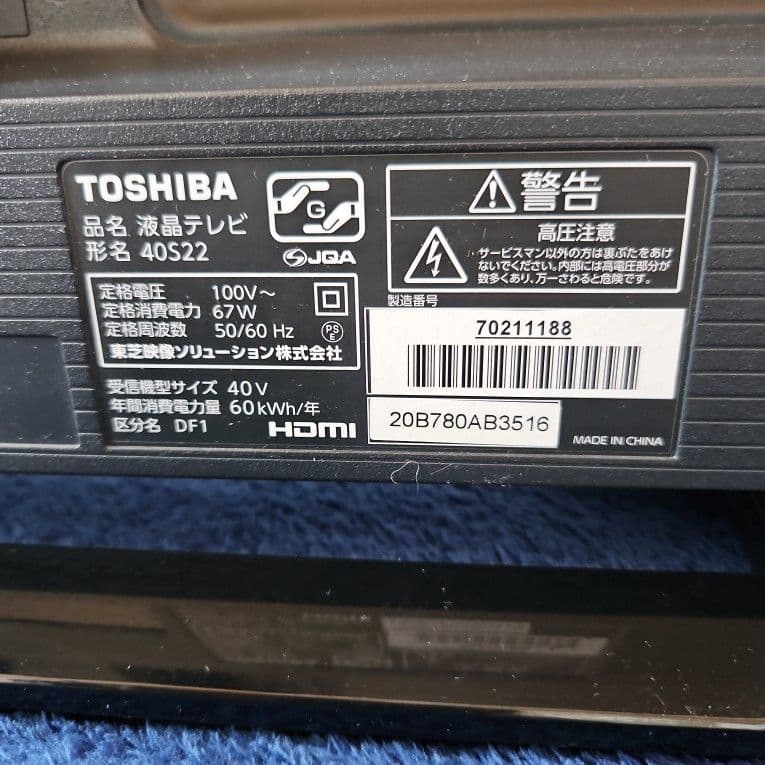 TOSHIBA
品名 液晶テレビ
形名 40S22
G
JQA
定格電圧 100V～
定格消費電力 67W
定格周波数 50/60 Hz
PS
E
東芝映像ソリューション株式会社
受信機型サイズ 40V
年間消費電力量 60kWh/年
区分名 DF1
HDMI
警告
高圧注意
サービスマン以外の方は裏ぶたをあけ
ないでください。内部には高電圧部分が
数多くあり、万一さわると危険です。
製造番号
70211188
20B780AB3516
MADE IN CHINA